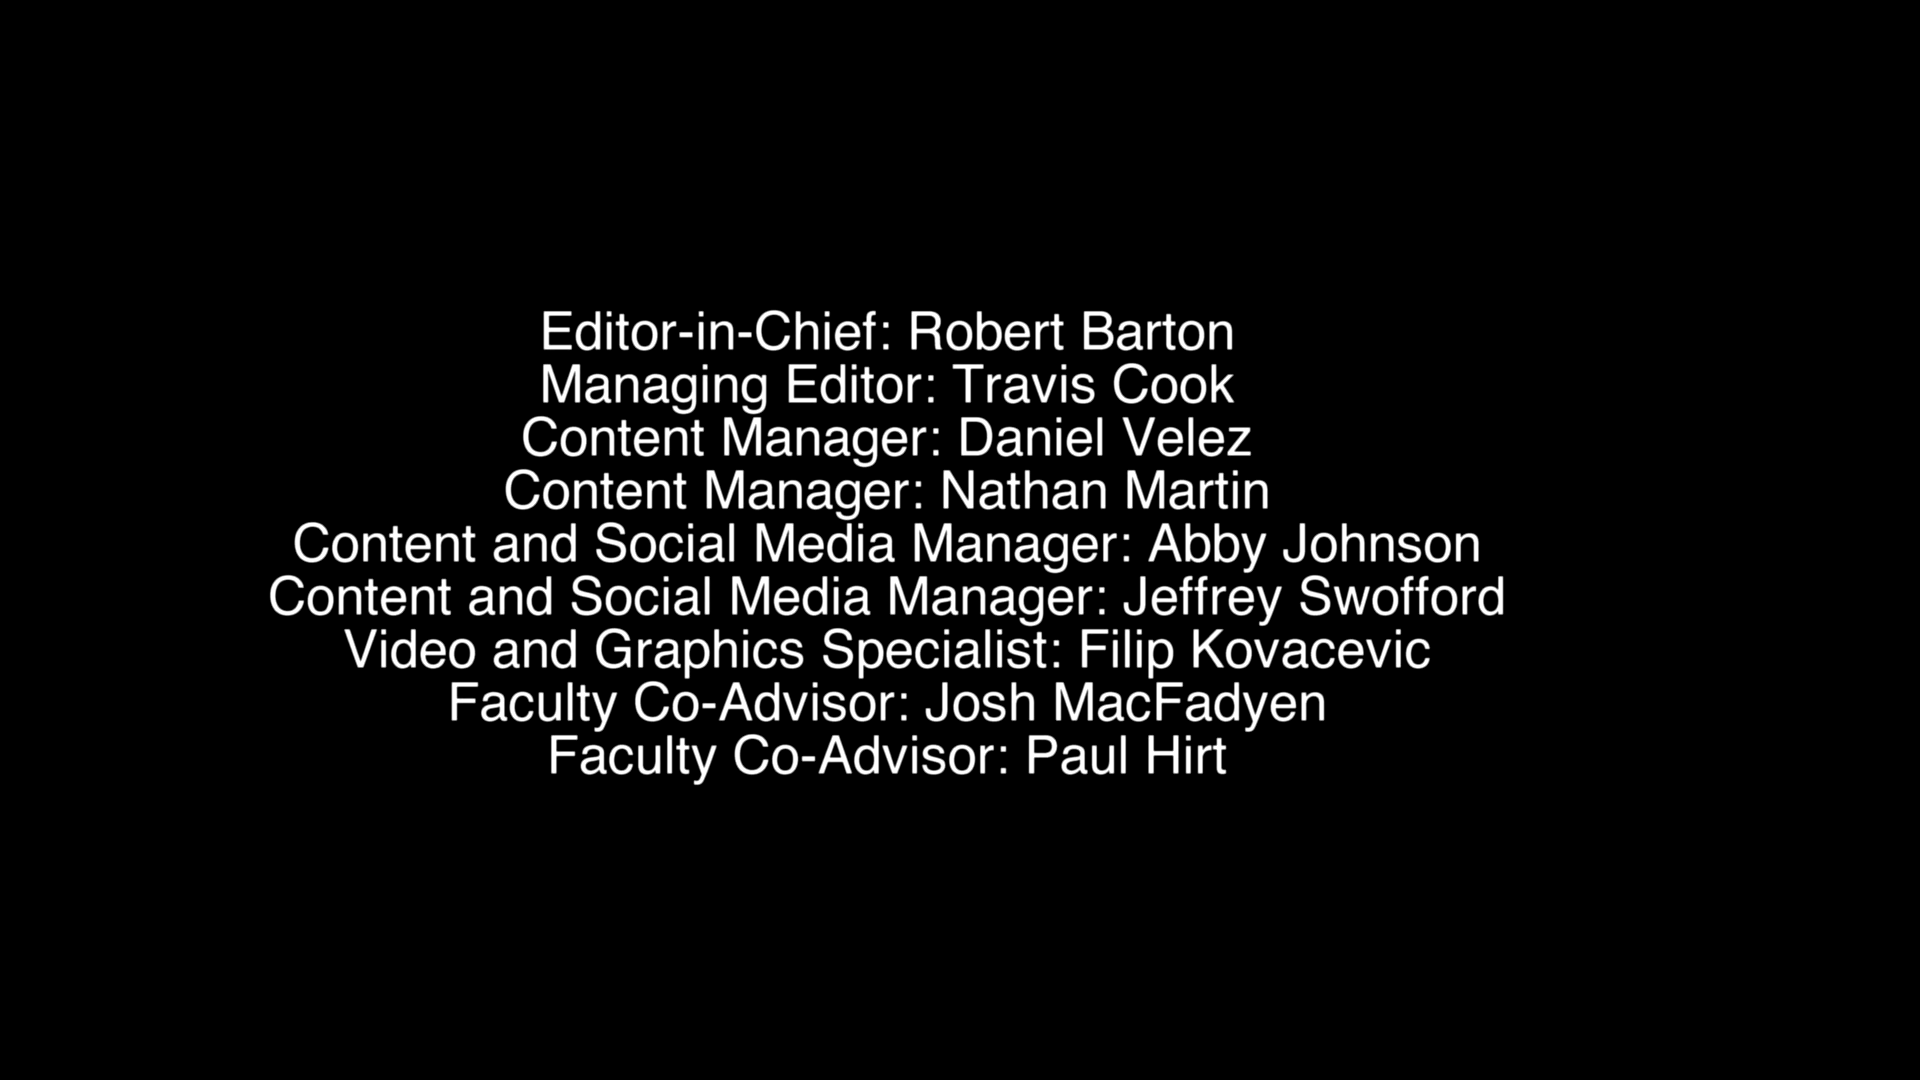 Editor-in-Chief: Robert Barton
Managing Editor: Travis Cook
Content Manager: Daniel Velez
Content Manager: Nathan Martin
Content and Social Media Manager: Abby Johnson
Content and Social Media Manager: Jeffrey Swofford
Video and Graphics Specialist: Filip Kovacevic
Faculty Co-Advisor: Josh MacFadyen
Faculty Co-Advisor: Paul Hirt